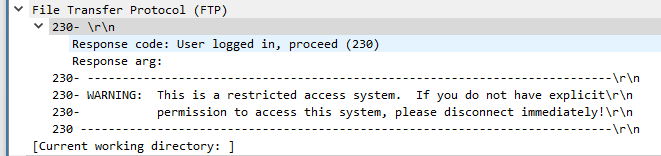 File Transfer Protocol (FTP)
230- \r\n
Response code: User logged in, proceed (230)
Response arg:
230- -------------------------------------------------------------------------\r\n
230- WARNING:  This is a restricted access system.  If you do not have explicit\r\n
230-           permission to access this system, please disconnect immediately!\r\n
230 --------------------------------------------------------------------------\r\n
[Current working directory: ]